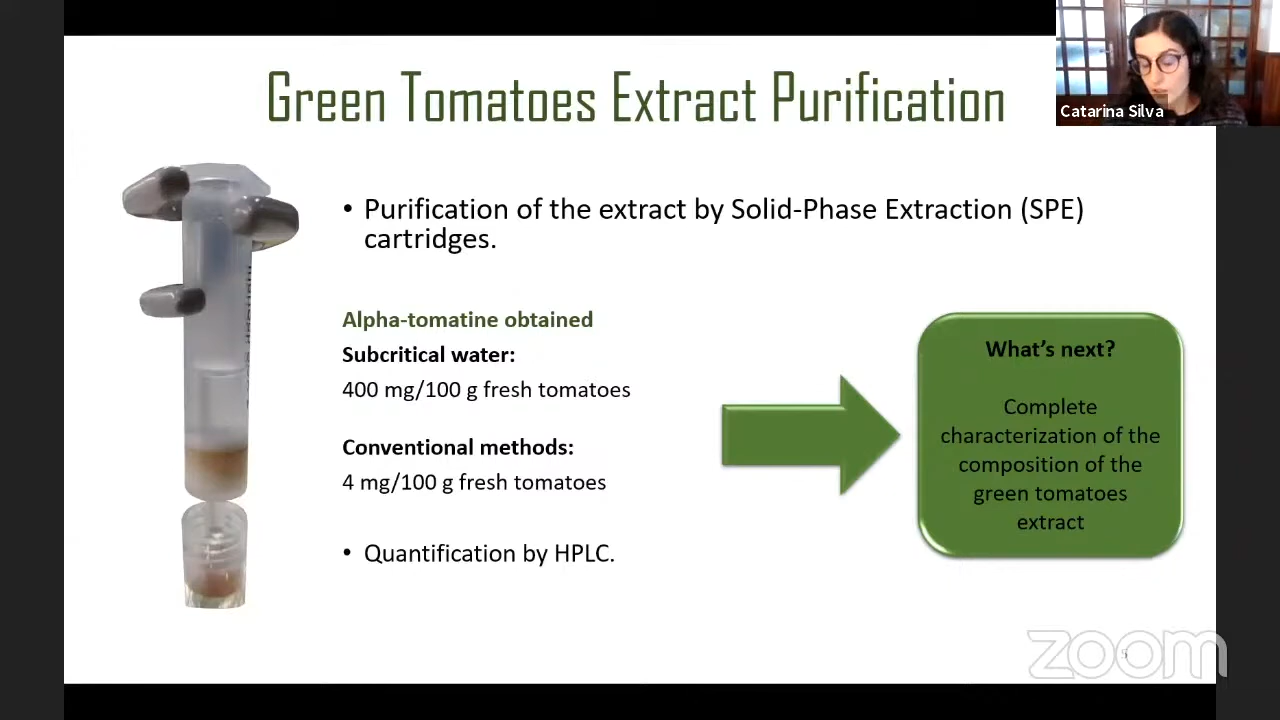 Green Tomatoes Extract Purification
Catarina Silva
• Purification of the extract by Solid-Phase Extraction (SPE)
cartridges.
Alpha-tomatine obtained
Subcritical water:
400 mg/100 g fresh tomatoes
Conventional methods:
4 mg/100 g fresh tomatoes
• Quantification by HPLC.
What's next?
Complete
characterization of the
composition of the
green tomatoes
extract
zoom
5